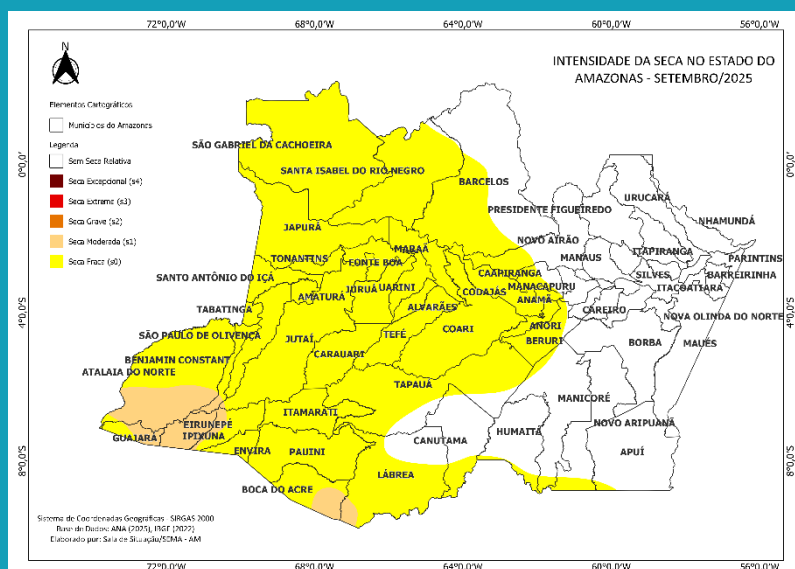 72°0,0'W 68°0,0'W 64°0,0'W 60°0,0'W 56°0,0'W
N
INTENSIDADE DA SECA NO ESTADO DO
AMAZONAS - SETEMBRO/2025
Elementos Cartográficos
Municípios do Amazonas
Legenda
Sem Seca Relativa
Seca Excepcional (s4)
Seca Extrema (s3)
Seca Grave (s2)
Seca Moderada (s1)
Seca Fraca (s0)
0°0,0' 0°0,0'
4°0,0'S 4°0,0'S
8°0,0'S 8°0,0'S
SÃO GABRIEL DA CACHOEIRA
SANTA ISABEL DO RIO NEGRO
BARCELOS
URUCARÁ
PRESIDENTE FIGUEIREDO
NHAMUNDÁ
JAPURÁ
NOVO AIRÃO
MARAÃ
ITAPIRANGA
TONANTINS
FONTE BOA
MANAUS
PARINTINS
SANTO ANTÔNIO DO IÇÁ
CAAPIRANGA
SILVES
BARREIRINHA
JURUÁ
UARINI
CODAJÁS
MANACAPURU
ITACOATIARA
AMATURÁ
ANAMÃ
TABATINGA
ALVARÃES
CAREIRO
NOVA OLINDA DO NORTE
ANORI
SÃO PAULO DE OLIVENÇA
JUTAÍ
TEFÉ
COARI
BERURI
BORBA
MAUÉS
BENJAMIN CONSTANT
CARAUARI
ATALAIA DO NORTE
TAPAUÁ
MANICORÉ
ITAMARATI
EIRUNEPÉ
NOVO ARIPUANÃ
IPIXUNA
GUAJARÁ
CANUTAMA
HUMAITÁ
ENVIRA
PAUINI
APUÍ
LÁBREA
BOCA DO ACRE
Sistema de Coordenadas Geográficas - SIRGAS 2000
Base de Dados: ANA (2025), IBGE (2022)
Elaborado por: Sala de Situação/SEMA - AM
72°0,0'W 68°0,0'W 64°0,0'W 60°0,0'W 56°0,0'W